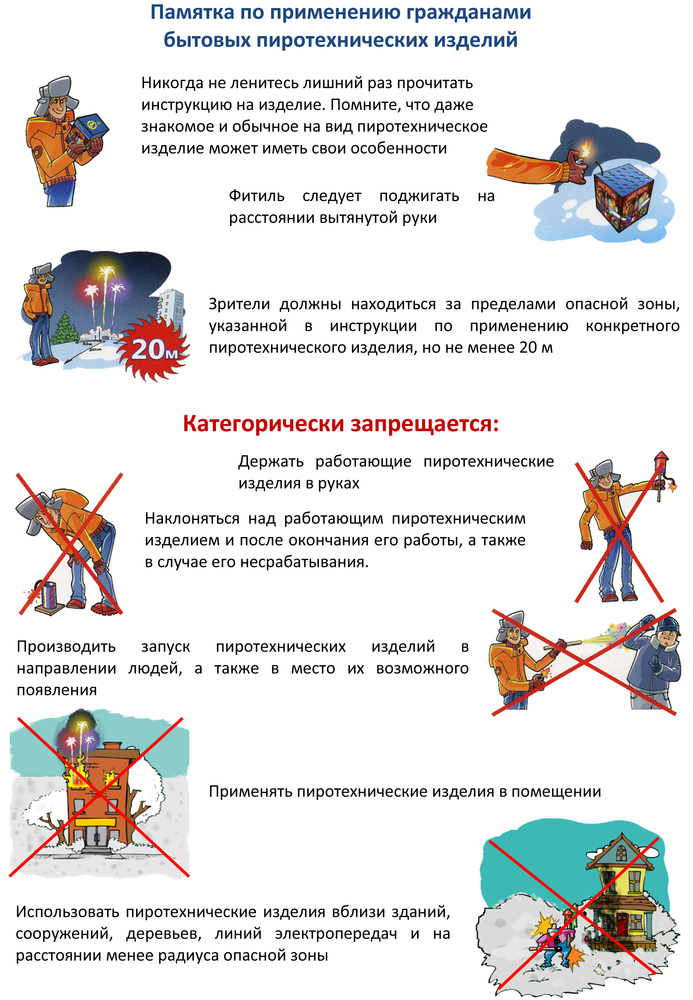 Памятка по применению гражданами
бытовых пиротехнических изделий
Никогда не ленитесь лишний раз прочитать
инструкцию на изделие. Помните, что даже
знакомое и обычное на вид пиротехническое
изделие может иметь свои особенности
Фитиль следует поджигать на
расстоянии вытянутой руки
Зрители должны находиться за пределами опасной зоны,
указанной в инструкции по применению конкретного
пиротехнического изделия, но не менее 20 м
20м
Категорически запрещается:
Держать работающие пиротехнические
изделия в руках
Наклоняться над работающим пиротехническим
изделием и после окончания его работы, а также
в случае его несрабатывания.
Производить запуск пиротехнических изделий в
направлении людей, а также в место их возможного
появления
Применять пиротехнические изделия в помещении
Использовать пиротехнические изделия вблизи зданий,
сооружений, деревьев, линий электропередач и на
расстоянии менее радиуса опасной зоны